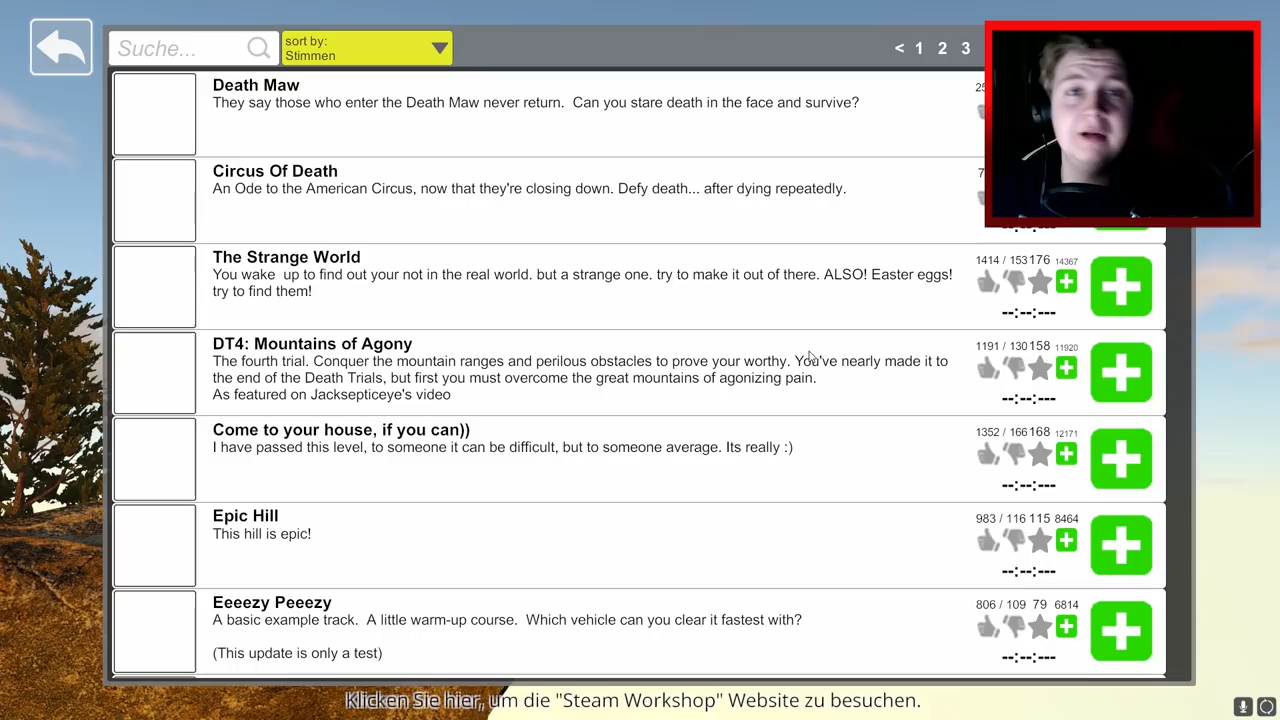 Suche...
sort by:
Stimmen
< 1 2 3
Death Maw
They say those who enter the Death Maw never return.  Can you stare death in the face and survive?
Circus Of Death
An Ode to the American Circus, now that they're closing down. Defy death... after dying repeatedly.
--:--:---
The Strange World
You wake  up to find out your not in the real world. but a strange one. try to make it out of there. ALSO! Easter eggs!
try to find them!
1414 / 153 176 14367
--:--:---
DT4: Mountains of Agony
The fourth trial. Conquer the mountain ranges and perilous obstacles to prove your worthy. You've nearly made it to
the end of the Death Trials, but first you must overcome the great mountains of agonizing pain.
As featured on Jacksepticeye's video
1191 / 130 158 11920
--:--:---
Come to your house, if you can))
I have passed this level, to someone it can be difficult, but to someone average. Its really :)
1352 / 166 168 12171
--:--:---
Epic Hill
This hill is epic!
983 / 116 115 8464
--:--:---
Eeeezy Peeezy
A basic example track.  A little warm-up course.  Which vehicle can you clear it fastest with?
(This update is only a test)
806 / 109 79 6814
--:--:---
Klicken Sie hier, um die "Steam Workshop" Website zu besuchen.